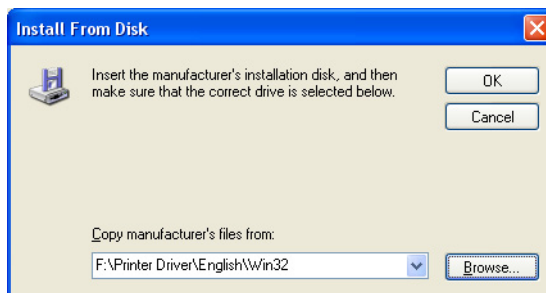 Install From Disk
Insert the manufacturer's installation disk, and then
make sure that the correct drive is selected below.
OK
Cancel
Copy manufacturer's files from:
F:\Printer Driver\English\Win32
Browse...